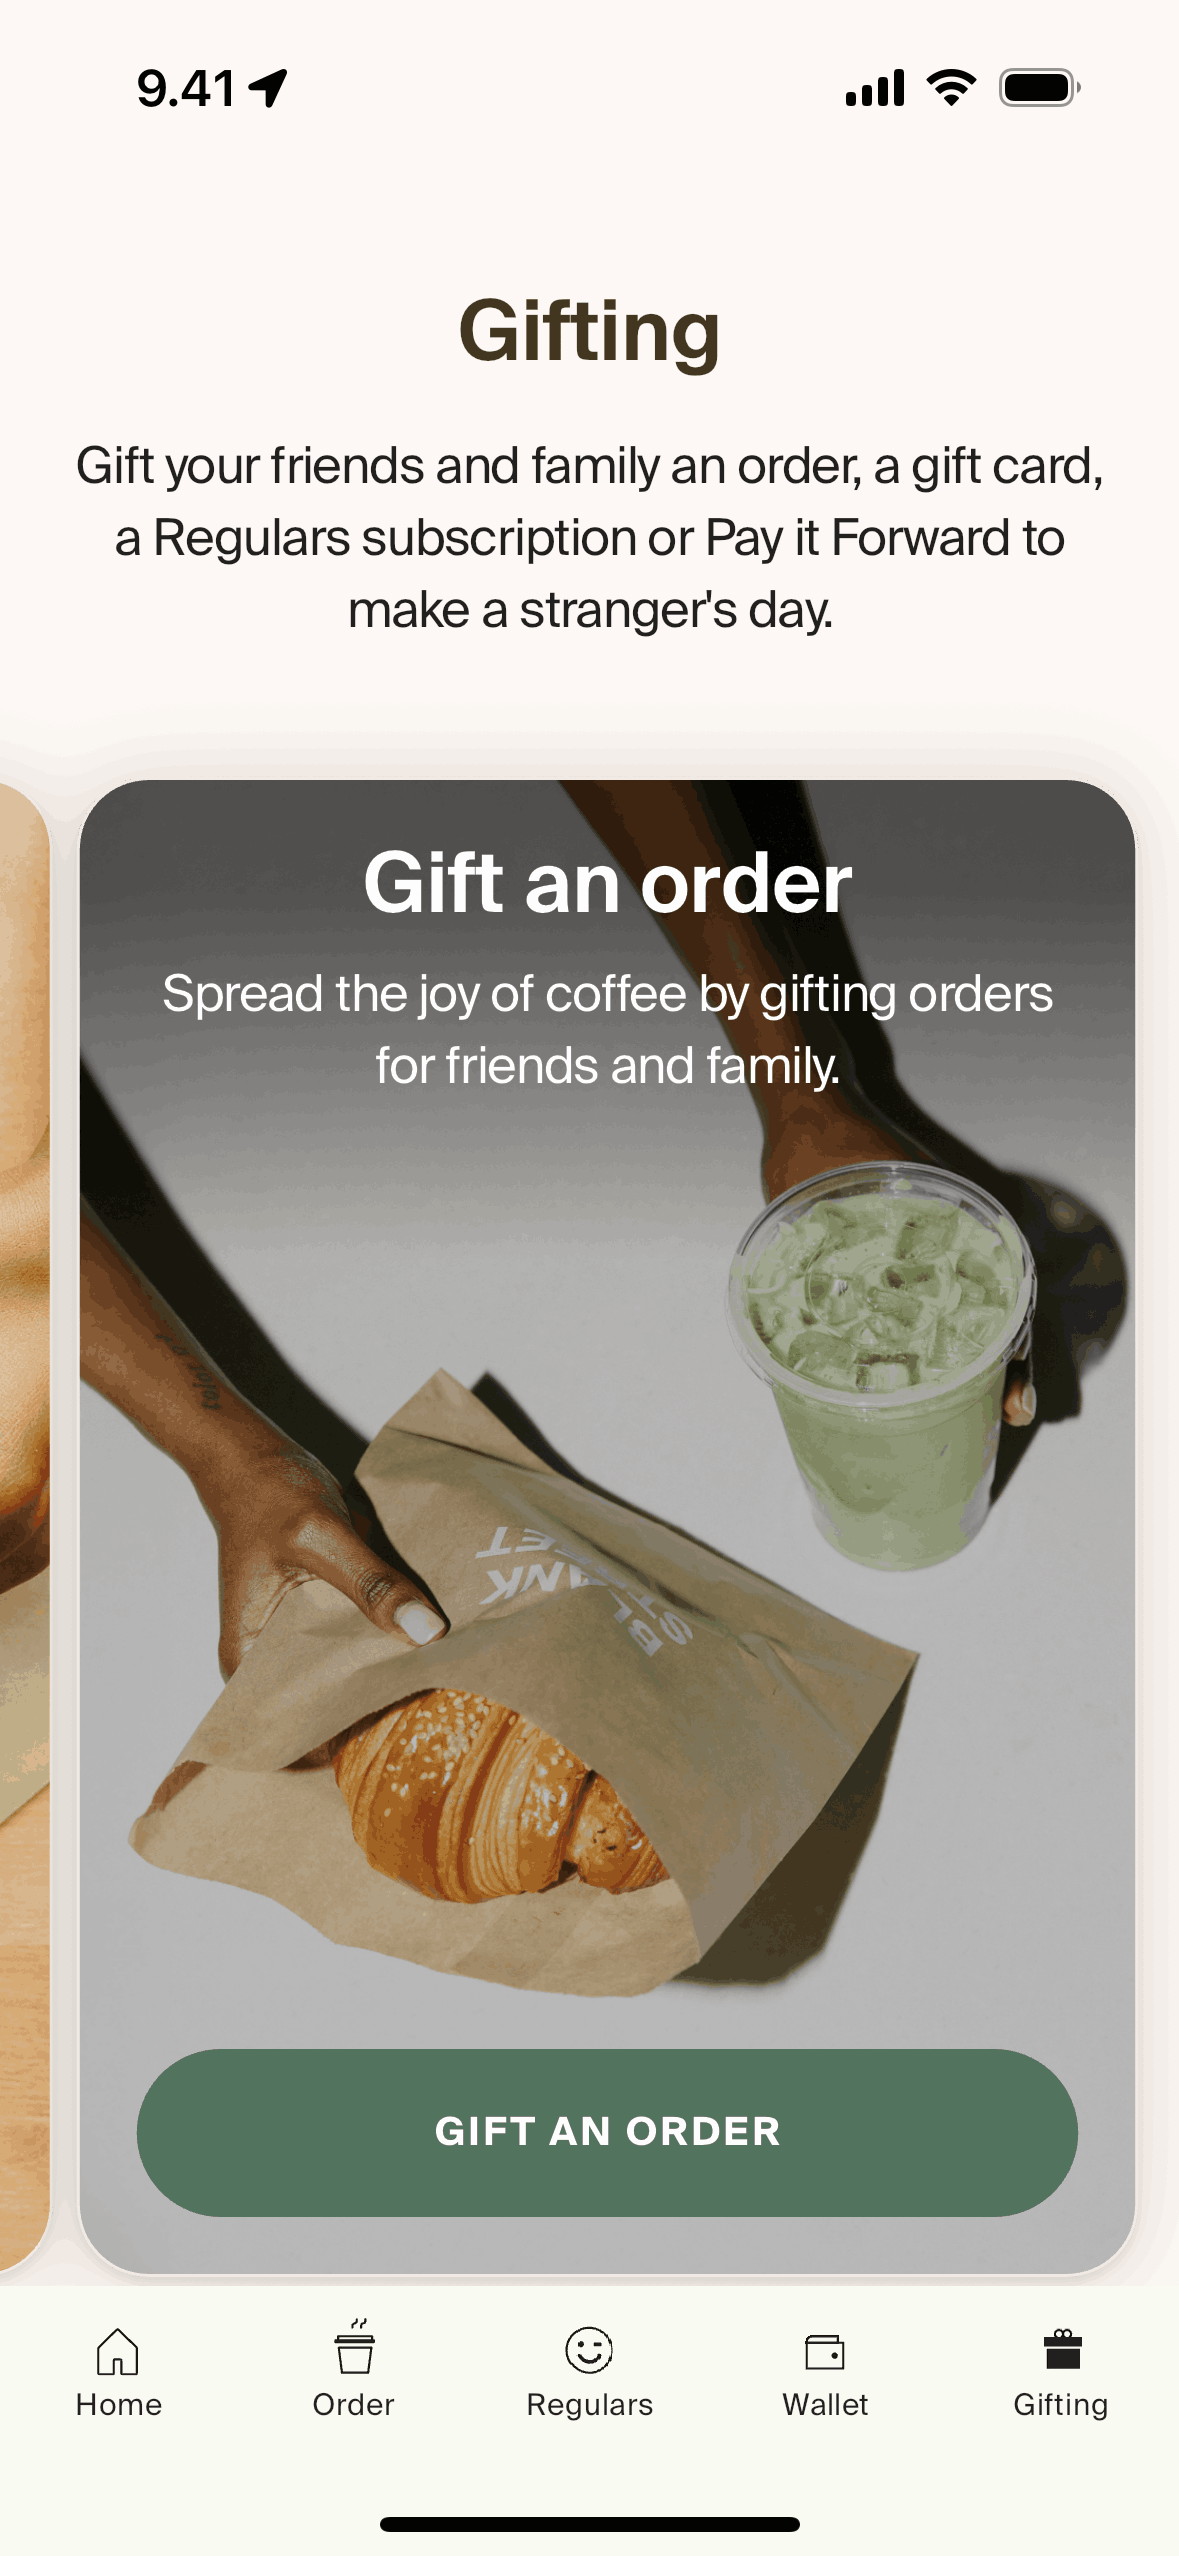 9.41
Gifting
Gift your friends and family an order, a gift card,
a Regulars subscription or Pay it Forward to
make a stranger's day.
Gift an order
Spread the joy of coffee by gifting orders
for friends and family.
BLANK
STREET
GIFT AN ORDER
Home
Order
Regulars
Wallet
Gifting